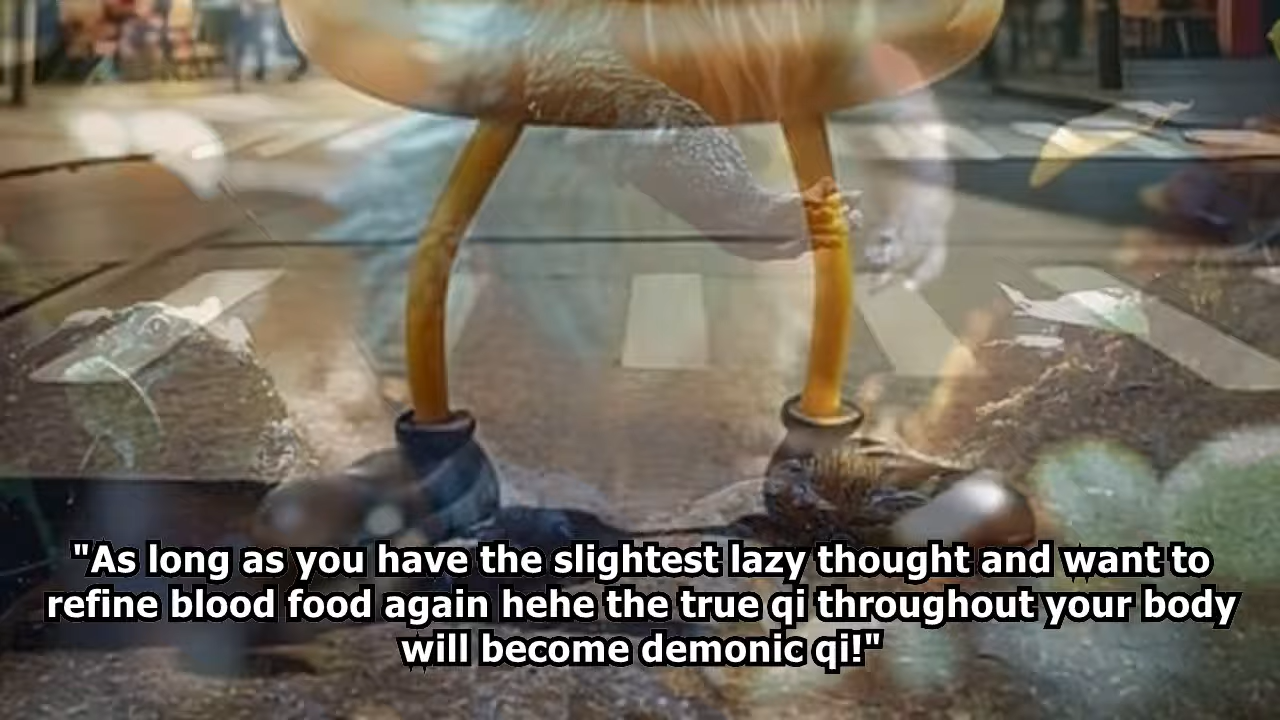 "As long as you have the slightest lazy thought and want to
refine blood food again hehe the true qi throughout your body
will become demonic qi!"